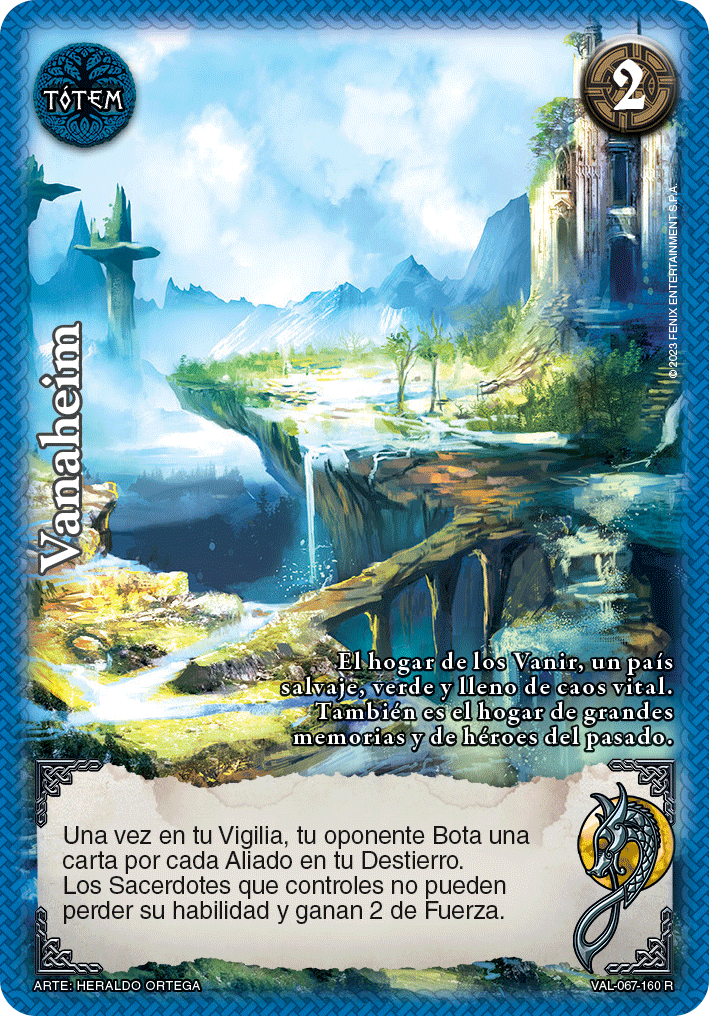 TÓTEM
2
©2023 FENIX ENTERTAINMENT S.P.A.
Vanaheim
El hogar de los Vanir, un país
salvaje, verde y lleno de caos vital.
También es el hogar de grandes
memorias y de héroes del pasado.
Una vez en tu Vigilia, tu oponente Bota una
carta por cada Aliado en tu Destierro.
Los Sacerdotes que controles no pueden
perder su habilidad y ganan 2 de Fuerza.
ARTE: HERALDO ORTEGA
VAL-067-160 R